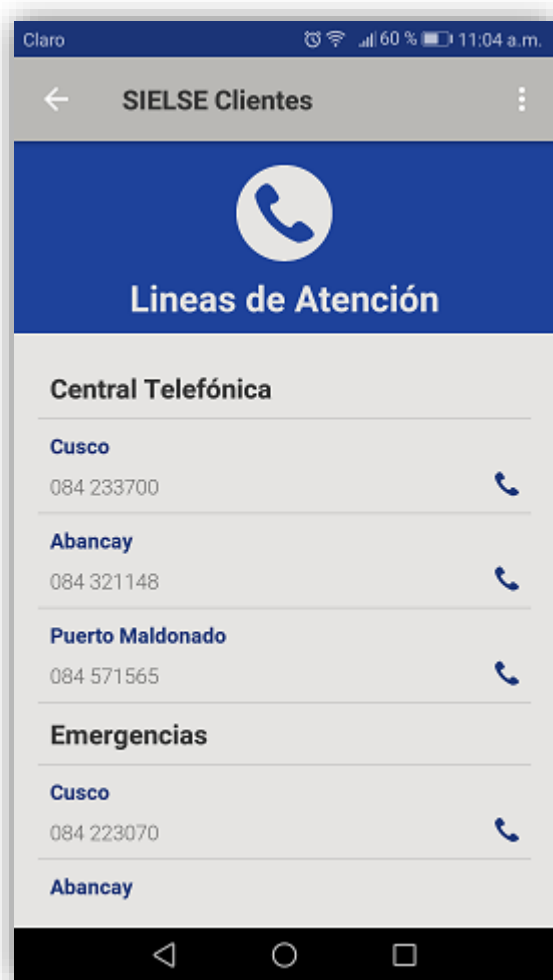 Claro 60 % 11:04 a.m.
SIELSE Clientes
Lineas de Atención
Central Telefónica
Cusco
084 233700
Abancay
084 321148
Puerto Maldonado
084 571565
Emergencias
Cusco
084 223070
Abancay